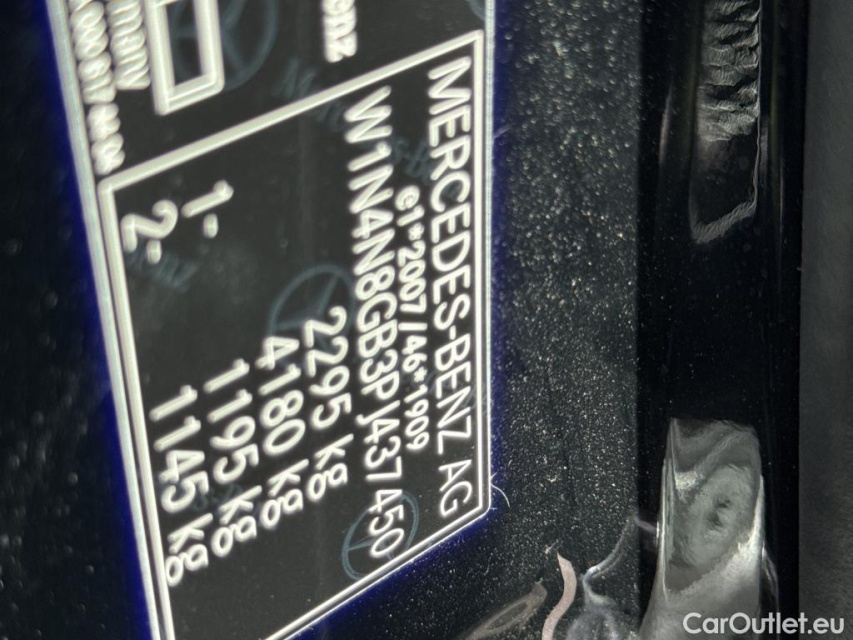 MERCEDES-BENZ AG
e1*2007/46*1909
W1N4N8GB3PJ437450
2295 kg
4180 kg
1- 1195 kg
2- 1145 kg
CarOutlet.eu